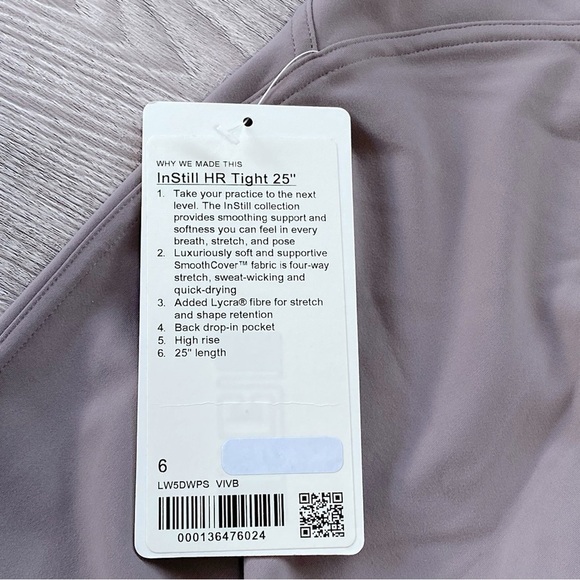 WHY WE MADE THIS
InStill HR Tight 25"
1. Take your practice to the next
level. The InStill collection
provides smoothing support and
softness you can feel in every
breath, stretch, and pose
2. Luxuriously soft and supportive
SmoothCover™ fabric is four-way
stretch, sweat-wicking and
quick-drying
3. Added Lycra® fibre for stretch
and shape retention
4. Back drop-in pocket
5. High rise
6. 25" length
6
LW5DWPS VIVB
000136476024